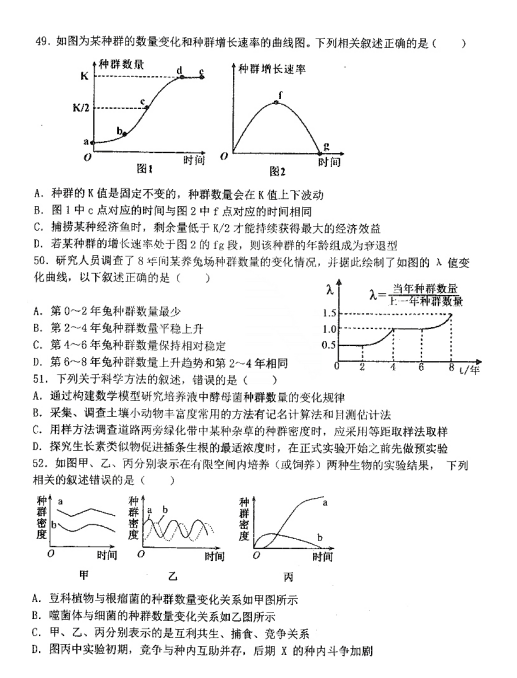 49. 如图为某种群的数量变化和种群增长速率的曲线图。下列相关叙述正确的是( )
种群数量
K
K/2
a
b
c
d
e
O
时间
图1
种群增长速率
f
g
O
时间
图2
A. 种群的 K 值是固定不变的，种群数量会在 K 值上下波动
B. 图 1 中 c 点对应的时间与图 2 中 f 点对应的时间相同
C. 捕捞某种经济鱼时，剩余量低于 K/2 才能持续获得最大的经济效益
D. 若某种群的增长速率处于图 2 的 fg 段，则该种群的年龄组成为衰退型
50. 研究人员调查了 8 年间某养兔场种群数量的变化情况，并据此绘制了如图的 λ 值变
化曲线，以下叙述正确的是( )
λ
λ=当年种群数量
上一年种群数量
1.5
1.0
0.5
0 2 4 6 8 t/年
A. 第 0～2 年兔种群数量最少
B. 第 2～4 年兔种群数量平稳上升
C. 第 4～6 年兔种群数量保持相对稳定
D. 第 6～8 年兔种群数量上升趋势和第 2～4 年相同
51. 下列关于科学方法的叙述，错误的是( )
A. 通过构建数学模型研究培养液中酵母菌种群数量的变化规律
B. 采集、调查土壤小动物丰富度常用的方法有记名计算法和目测估计法
C. 用样方法调查道路两旁绿化带中某种杂草的种群密度时，应采用等距取样法取样
D. 探究生长素类似物促进插条生根的最适浓度时，在正式实验开始之前先做预实验
52. 如图甲、乙、丙分别表示在有限空间内培养（或饲养）两种生物的实验结果， 下列
相关的叙述错误的是( )
种群密度
a
b
O
时间
甲
种群密度
a
b
O
时间
乙
种群密度
a
b
O
时间
丙
A. 豆科植物与根瘤菌的种群数量变化关系如甲图所示
B. 噬菌体与细菌的种群数量变化关系如乙图所示
C. 甲、乙、丙分别表示的是互利共生、捕食、竞争关系
D. 图丙中实验初期，竞争与种内互助并存，后期 X 的种内斗争加剧